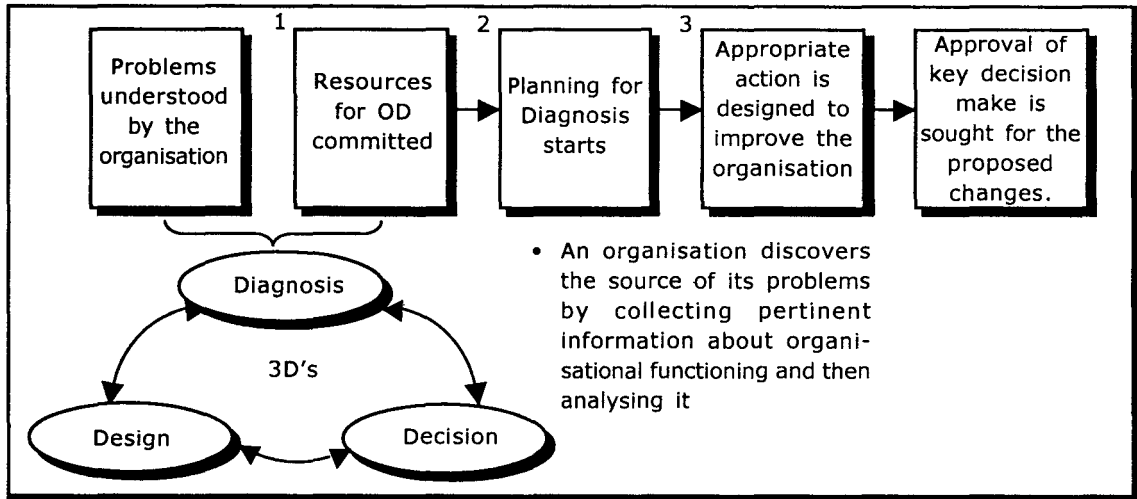 Problems
understood
by the
organisation
1
Resources
for OD
committed
2
Planning for
Diagnosis
starts
3
Appropriate
action is
designed to
improve the
organisation
Approval of
key decision
make is
sought for the
proposed
changes.
Diagnosis
3D's
Design
Decision
• An organisation discovers
the source of its problems
by collecting pertinent
information about organi-
sational functioning and then
analysing it